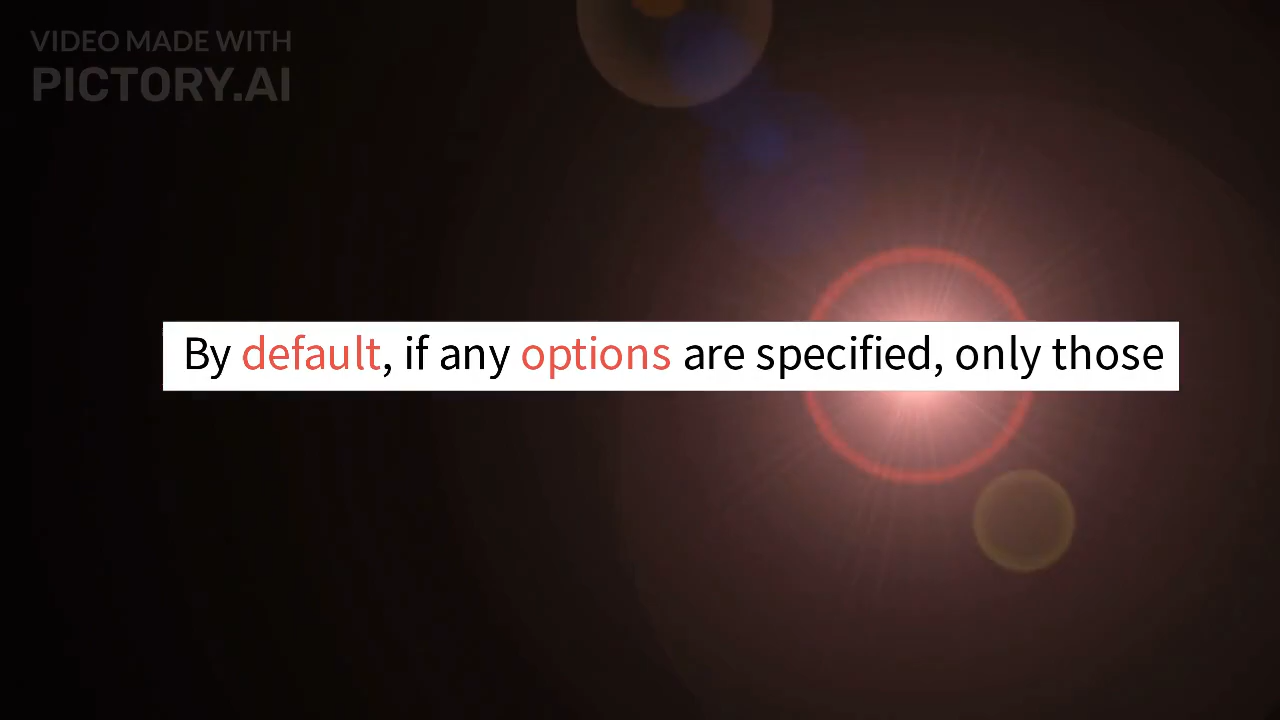 VIDEO MADE WITH
PICTORY.AI
By default, if any options are specified, only those